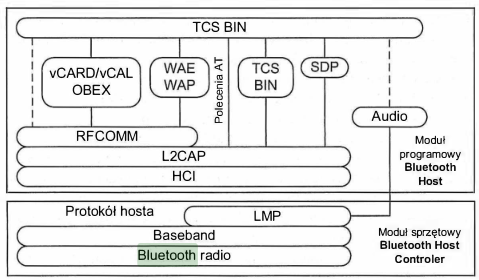 TCS BIN
vCARD/vCAL
OBEX
WAE
WAP
Polecenia AT
TCS
BIN
SDP
Audio
RFCOMM
L2CAP
HCI
Moduł
programowy
Bluetooth
Host
Protokół hosta
LMP
Baseband
Bluetooth radio
Moduł sprzętowy
Bluetooth Host
Controler